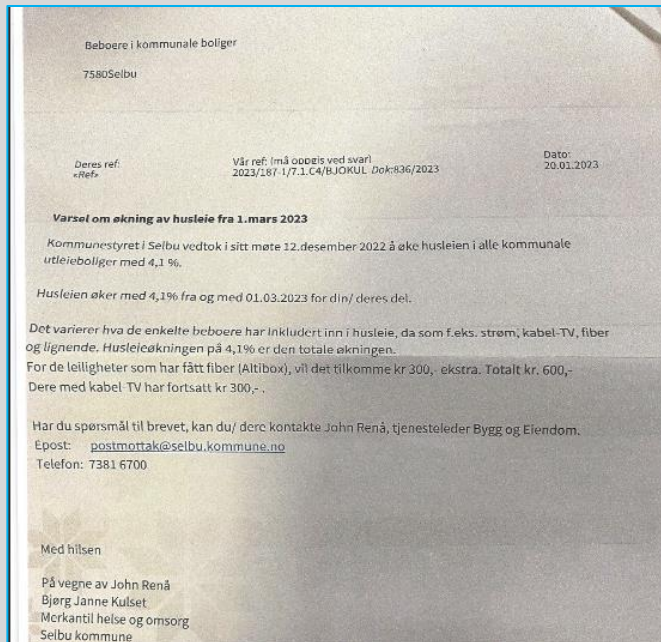 Beboere i kommunale boliger
7580Selbu
Deres ref:
«Ref»
Vår ref: (må oppgis ved svar)
2023/187-1/7.1.C4/BJOKUL Dok:836/2023
Dato:
20.01.2023
Varsel om økning av husleie fra 1.mars 2023
Kommunestyret i Selbu vedtok i sitt møte 12.desember 2022 å øke husleien i alle kommunale
utleieboliger med 4,1 %.
Husleien øker med 4,1% fra og med 01.03.2023 for din/ deres del.
Det varierer hva de enkelte beboere har inkludert inn i husleie, da som f.eks. strøm, kabel-TV, fiber
og lignende. Husleieøkningen på 4,1% er den totale økningen.
For de leiligheter som har fått fiber (Altibox), vil det tilkomme kr 300,- ekstra. Totalt kr. 600,-
Dere med kabel-TV har fortsatt kr 300,- .
Har du spørsmål til brevet, kan du/ dere kontakte John Renå, tjenesteleder Bygg og Eiendom.
Epost: postmottak@selbu.kommune.no
Telefon: 7381 6700
Med hilsen
På vegne av John Renå
Bjørg Janne Kulset
Merkantil helse og omsorg
Selbu kommune